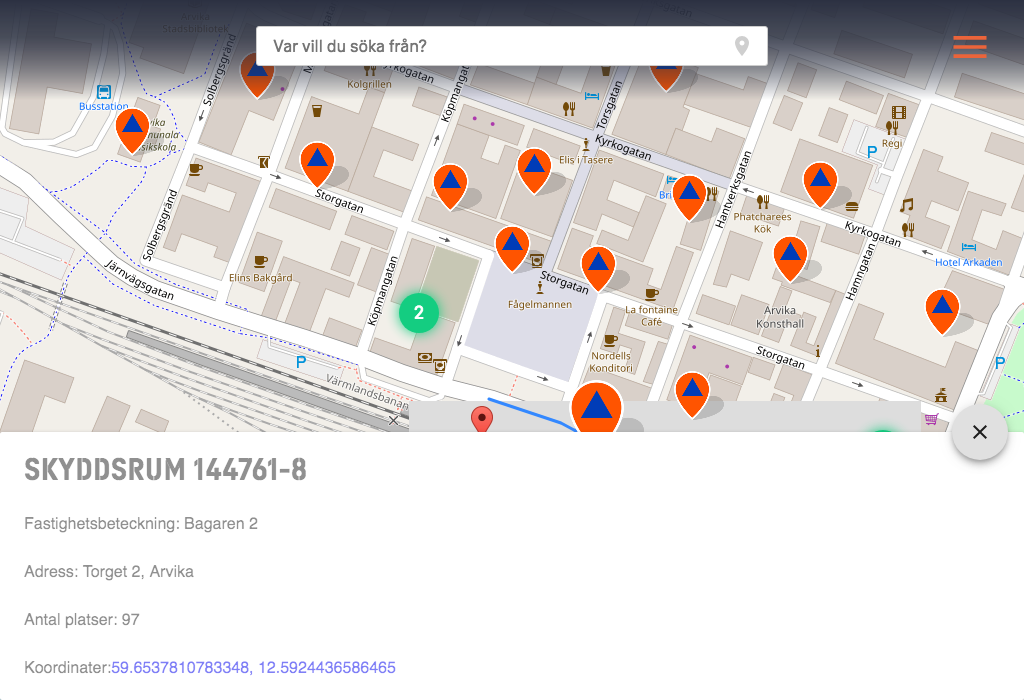 Var vill du söka från?
Solbergsgränd
Kyrkogatan
Kolgrillen
Köpmangatan
Busstation
Torsgatan
Kyrkogatan
Elis i Tasere
Regi
P
Storgatan
Hantverksgatan
Phatcharees
Kök
Kyrkogatan
Solbergsgränd
Hotel Arkaden
Järnvägsgatan
Elins Bakgård
Köpmangatan
Storgatan
Fågelmannen
Hamngatan
La fontaine
Café
Arvika
Konsthall
2
Nordells
Konditori
Storgatan
P
P
Värmlandsbanan
SKYDDSRUM 144761-8
Fastighetsbeteckning: Bagaren 2
Adress: Torget 2, Arvika
Antal platser: 97
Koordinater:59.6537810783348, 12.5924436586465